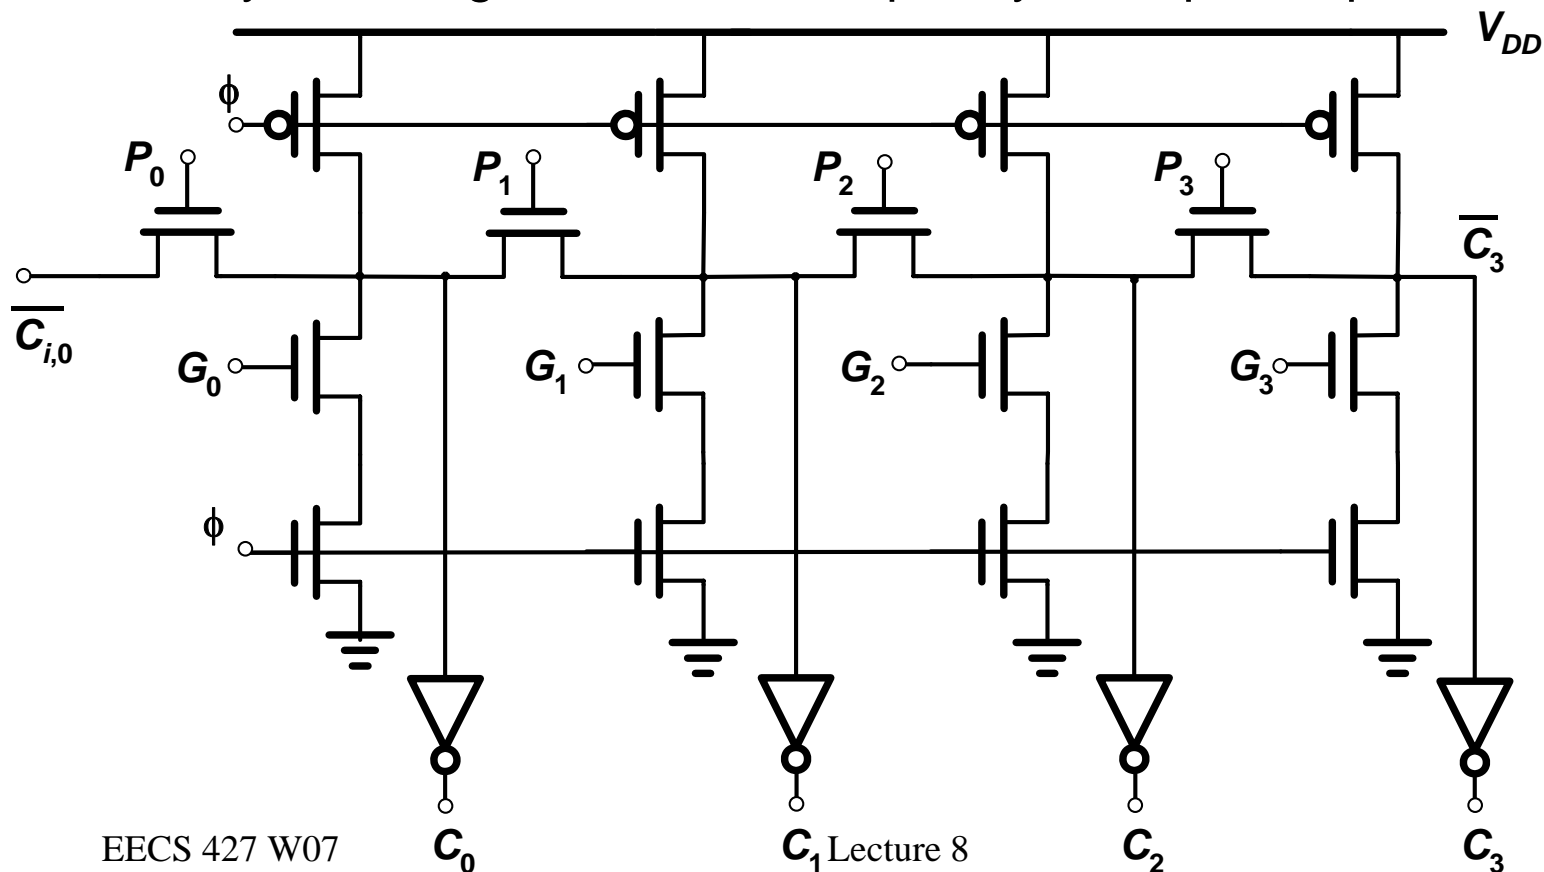 V_DD
ϕ
P_0 P_1 P_2 P_3
C̅_3
C̅_i,0
G_0 G_1 G_2 G_3
ϕ
EECS 427 W07 C_0 C_1 Lecture 8 C_2 C_3